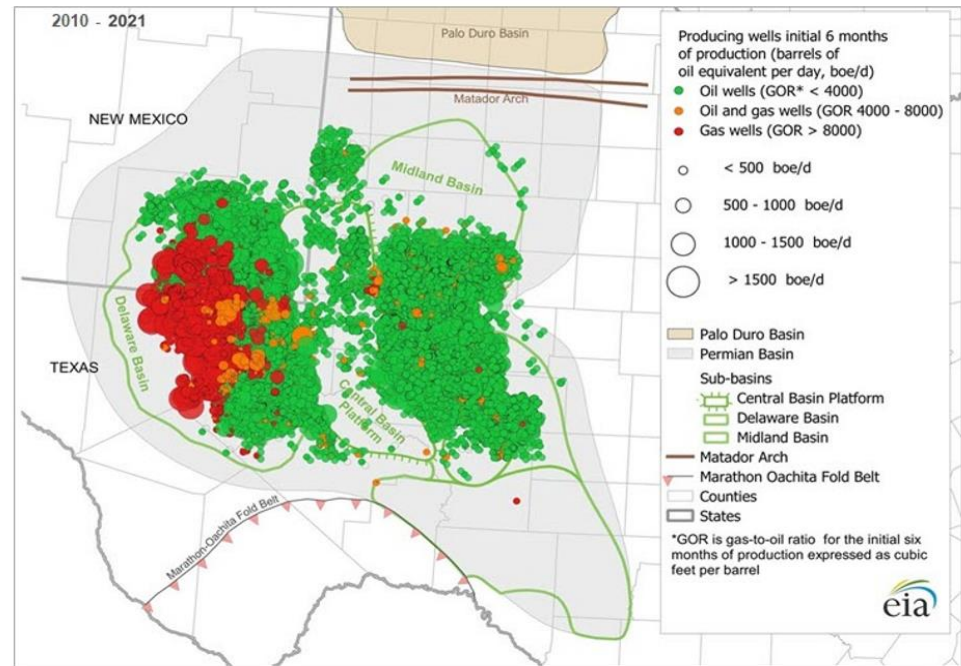 2010 - 2021
Palo Duro Basin
Matador Arch
NEW MEXICO
Midland Basin
Delaware Basin
TEXAS
Central Basin
Platform
Marathon-Oachita Fold Belt
Producing wells initial 6 months
of production (barrels of
oil equivalent per day, boe/d)
Oil wells (GOR* < 4000)
Oil and gas wells (GOR 4000 - 8000)
Gas wells (GOR > 8000)
< 500 boe/d
500 - 1000 boe/d
1000 - 1500 boe/d
> 1500 boe/d
Palo Duro Basin
Permian Basin
Sub-basins
Central Basin Platform
Delaware Basin
Midland Basin
Matador Arch
Marathon Oachita Fold Belt
Counties
States
*GOR is gas-to-oil ratio for the initial six
months of production expressed as cubic
feet per barrel
eia